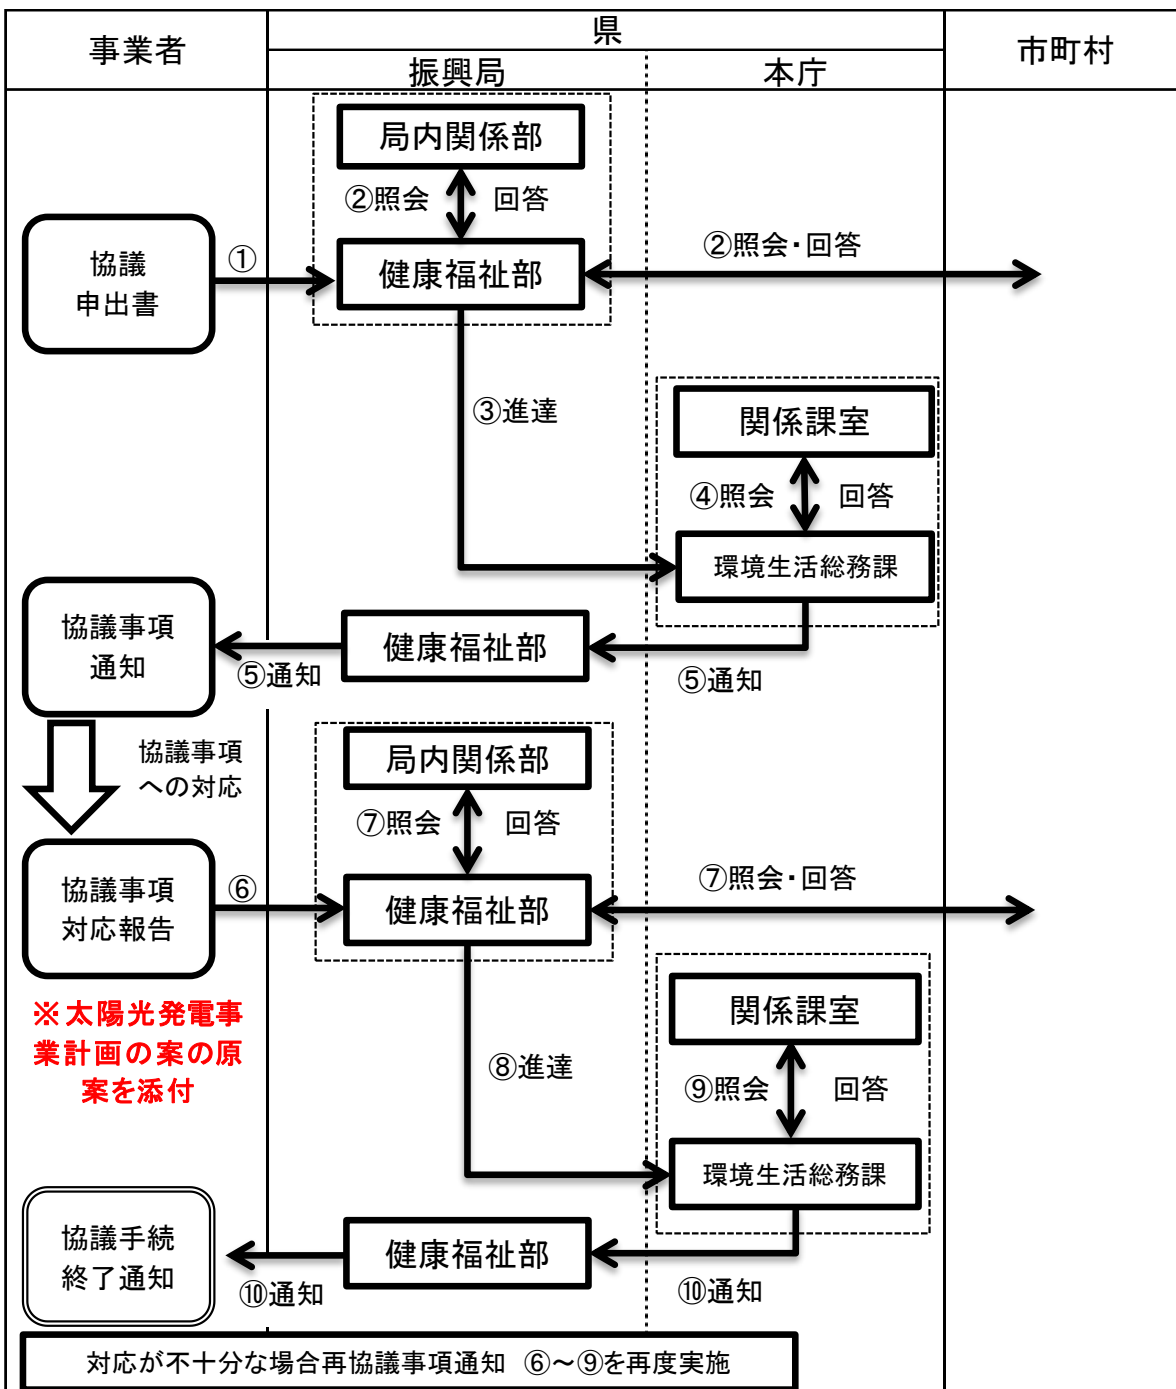 事業者
県
市町村
振興局
本庁
局内関係部
②照会 回答
協議
申出書
①
健康福祉部
②照会・回答
③進達
関係課室
④照会 回答
環境生活総務課
協議事項
通知
⑤通知
健康福祉部
⑤通知
協議事項
への対応
局内関係部
⑦照会 回答
協議事項
対応報告
⑥
健康福祉部
⑦照会・回答
※太陽光発電事
業計画の案の原
案を添付
⑧進達
関係課室
⑨照会 回答
環境生活総務課
協議手続
終了通知
⑩通知
健康福祉部
⑩通知
対応が不十分な場合再協議事項通知 ⑥～⑨を再度実施